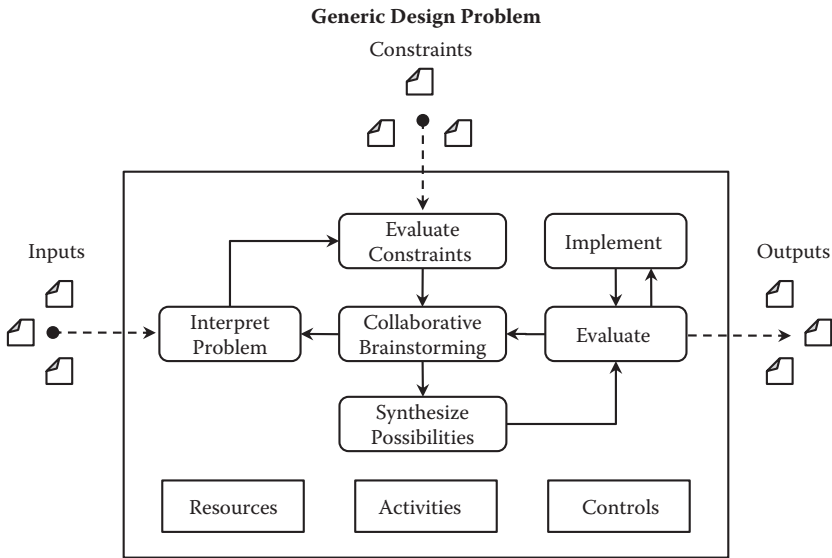 Generic Design Problem
Constraints
Inputs
Evaluate
Constraints
Implement
Outputs
Interpret
Problem
Collaborative
Brainstorming
Evaluate
Synthesize
Possibilities
Resources
Activities
Controls